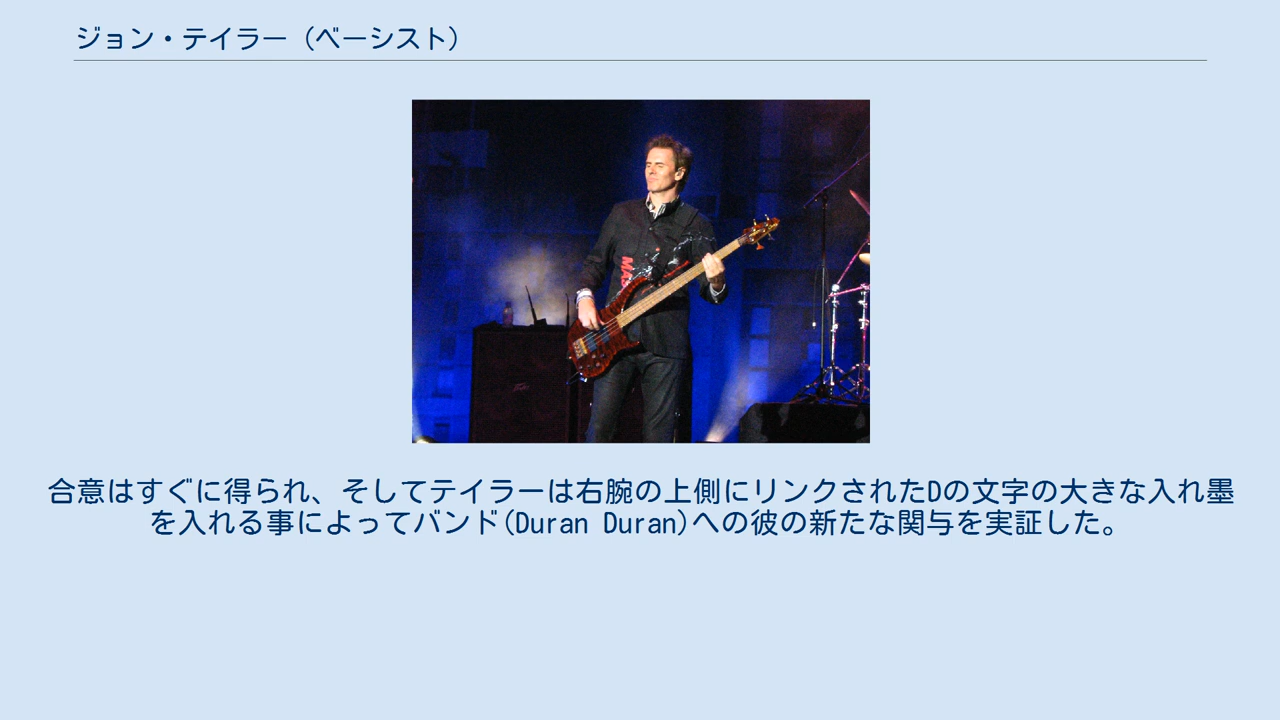 ジョン・テイラー (ベーシスト)
合意はすぐに得られ、そしてテイラーは右腕の上側にリンクされたDの文字の大きな入れ墨
を入れる事によってバンド(Duran Duran)への彼の新たな関与を実証した。